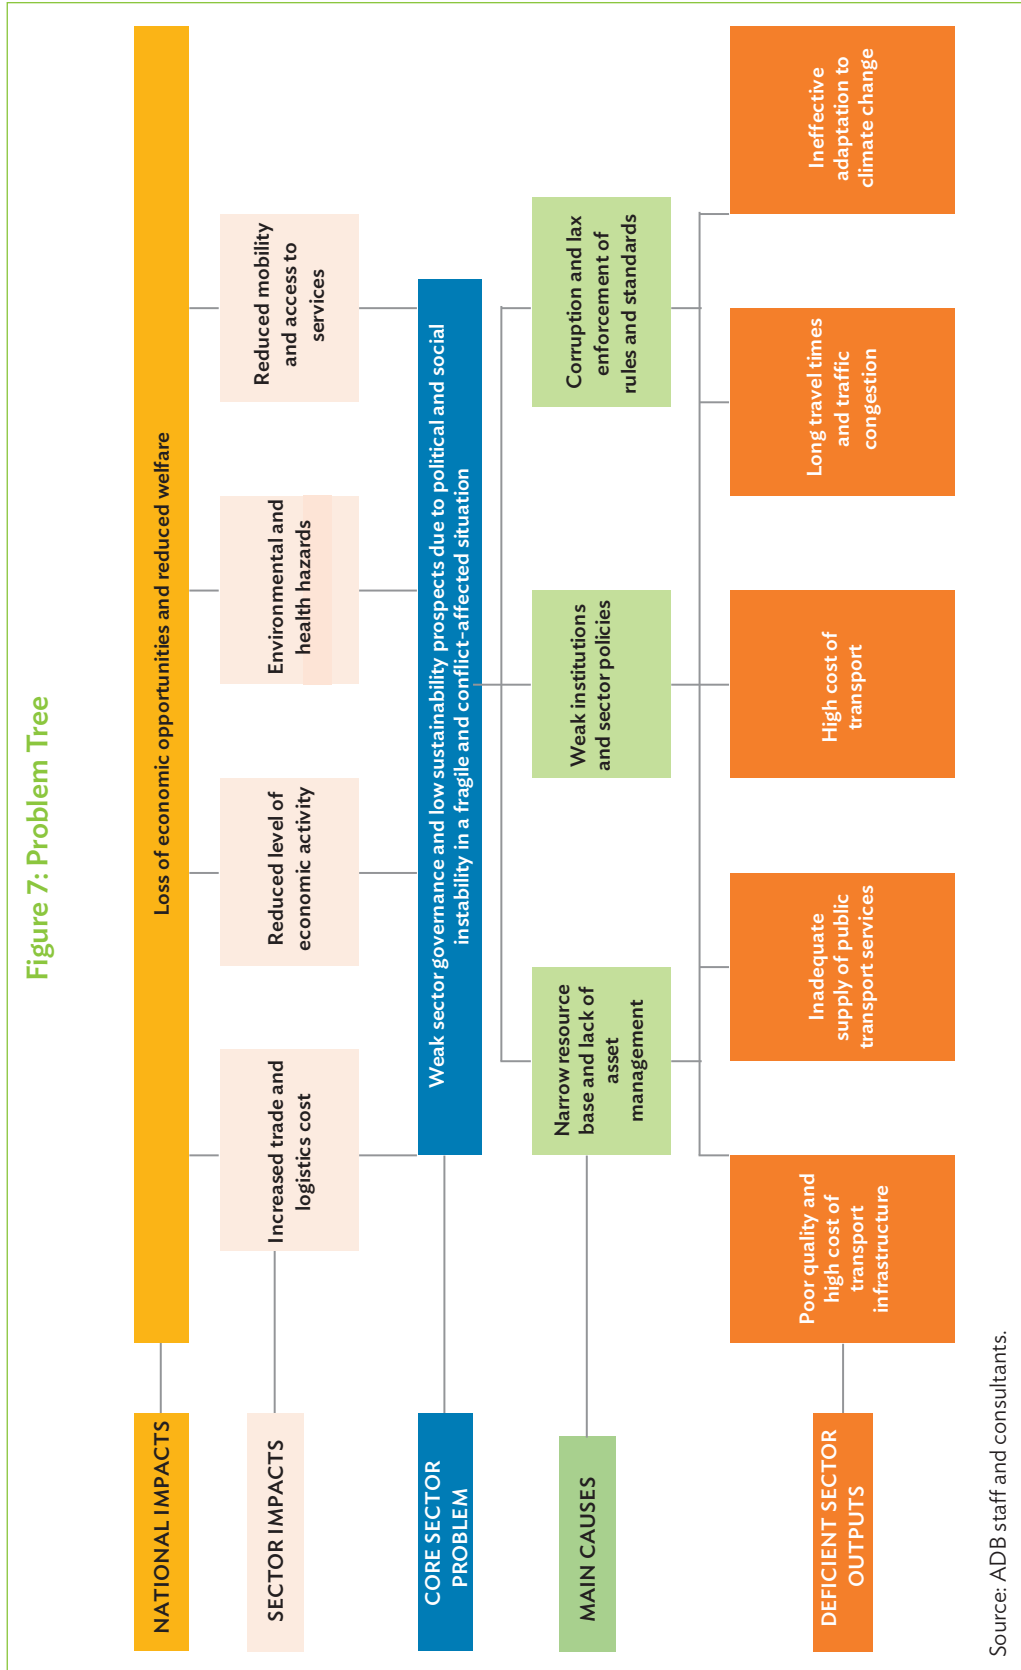 Figure 7: Problem Tree
NATIONAL IMPACTS
Loss of economic opportunities and reduced welfare
SECTOR IMPACTS
Increased trade and
logistics cost
Reduced level of
economic activity
Environmental and
health hazards
Reduced mobility
and access to
services
CORE SECTOR
PROBLEM
Weak sector governance and low sustainability prospects due to political and social
instability in a fragile and conflict-affected situation
MAIN CAUSES
Narrow resource
base and lack of
asset
management
Weak institutions
and sector policies
Corruption and lax
enforcement of
rules and standards
DEFICIENT SECTOR
OUTPUTS
Poor quality and
high cost of
transport
infrastructure
Inadequate
supply of public
transport services
High cost of
transport
Long travel times
and traffic
congestion
Ineffective
adaptation to
climate change
Source: ADB staff and consultants.